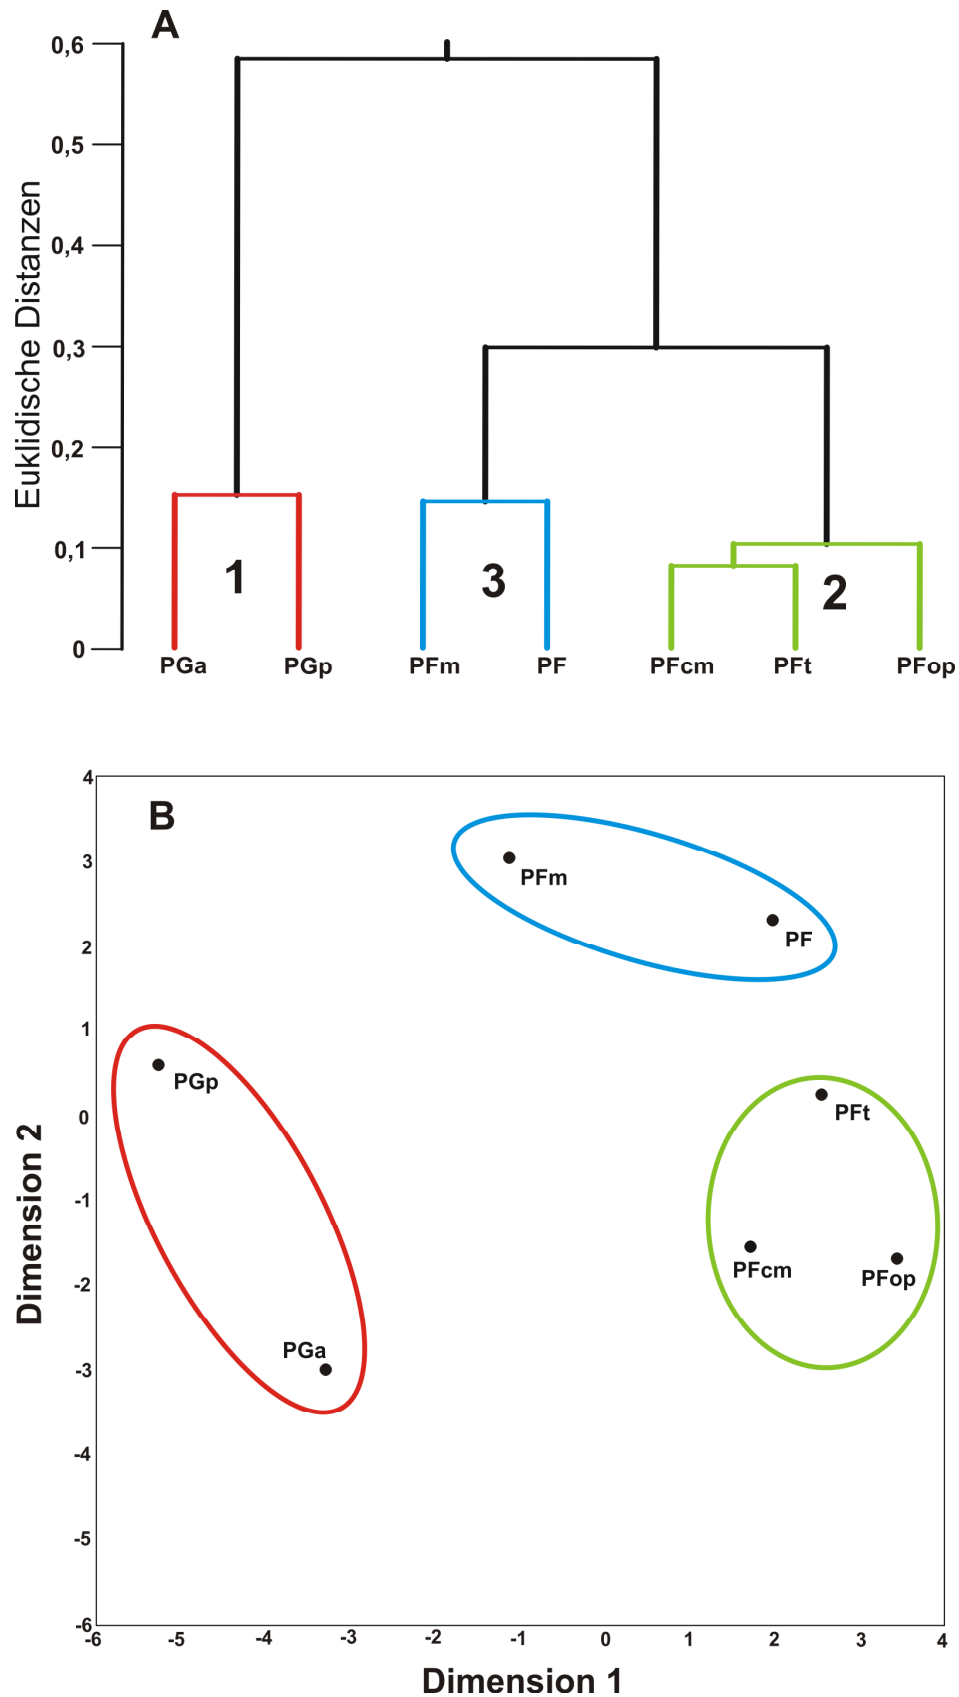 A
0,6
0,5
0,4
0,3
0,2
0,1
0
Euklidische Distanzen
1
3
2
PGa PGp PFm PF PFcm PFt PFop
B
4
3
2
1
0
-1
-2
-3
-4
-5
-6
Dimension 2
PFm
PF
PGp
PFt
PFcm
PFop
PGa
-6 -5 -4 -3 -2 -1 0 1 2 3 4
Dimension 1